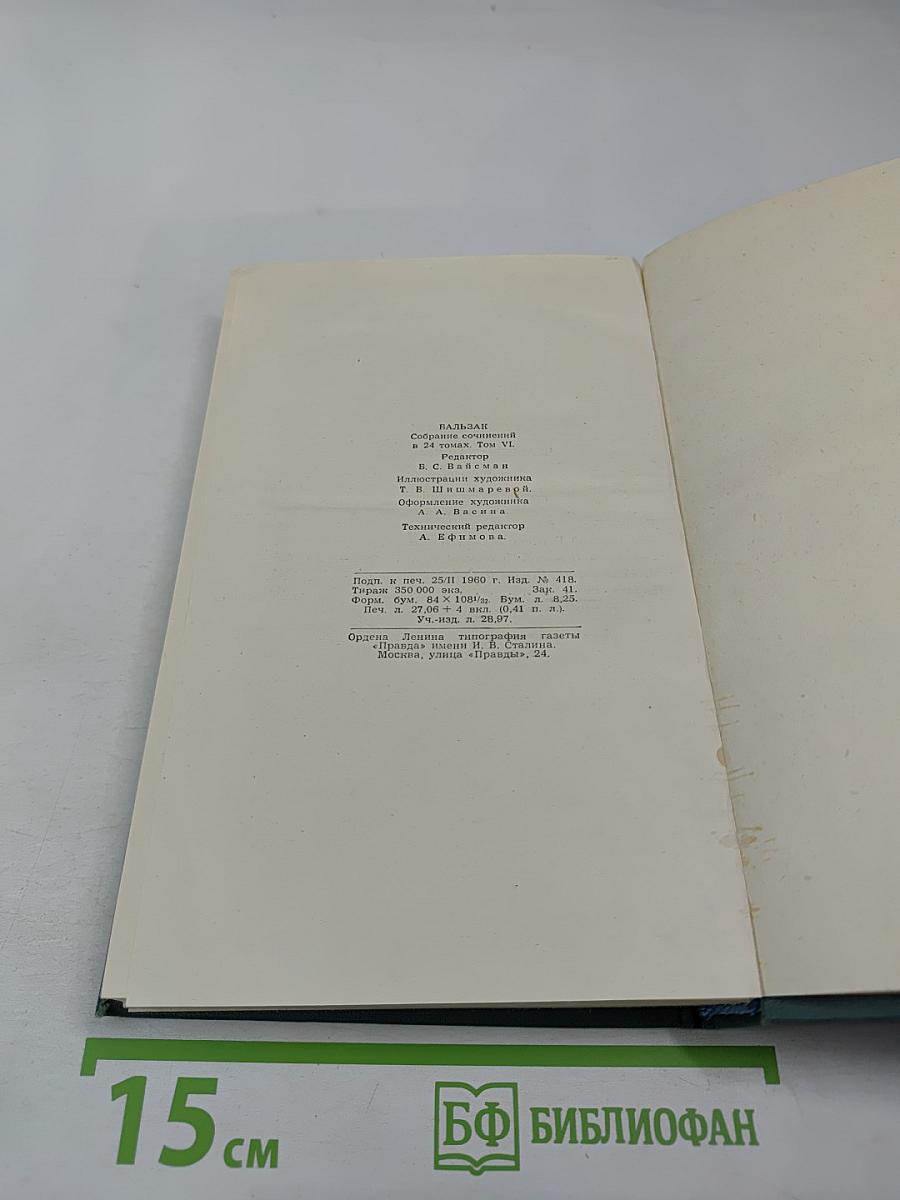 БАЛЬЗАК
Собрание сочинений
в 24 томах. Том VI.
Редактор
Б. С. Вайсман
Иллюстрации художника
Т. В. Шишмаревой.
Оформление художника
А. А. Васина
Технический редактор
А. Ефимова.
Подп. к печ. 25/II 1960 г. Изд. № 418.
Тираж 350 000 экз. Зак. 41.
Форм. бум. 84 × 108¹/₃₂. Бум. л. 8,25.
Печ. л. 27,06 + 4 вкл. (0,41 п. л.).
Уч.-изд. л. 28,97.
Ордена Ленина типография газеты
«Правда» имени И. В. Сталина.
Москва, улица «Правды», 24.
15 см
БФ БИБЛИОФАН